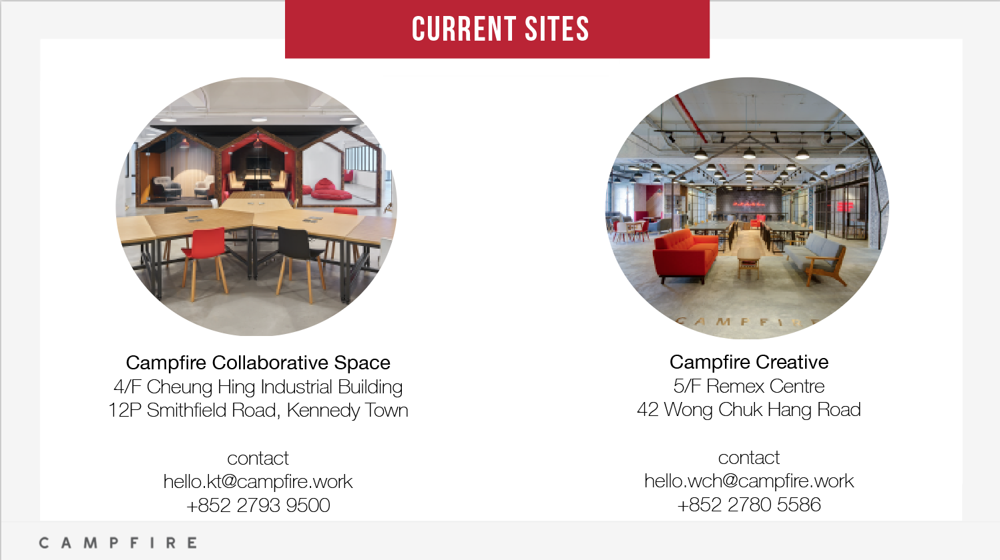 CURRENT SITES
Campfire Collaborative Space
4/F Cheung Hing Industrial Building
12P Smithfield Road, Kennedy Town
contact
hello.kt@campfire.work
+852 2793 9500
CAMPFIRE
Campfire Creative
5/F Remex Centre
42 Wong Chuk Hang Road
contact
hello.wch@campfire.work
+852 2780 5586
CAMPFIRE